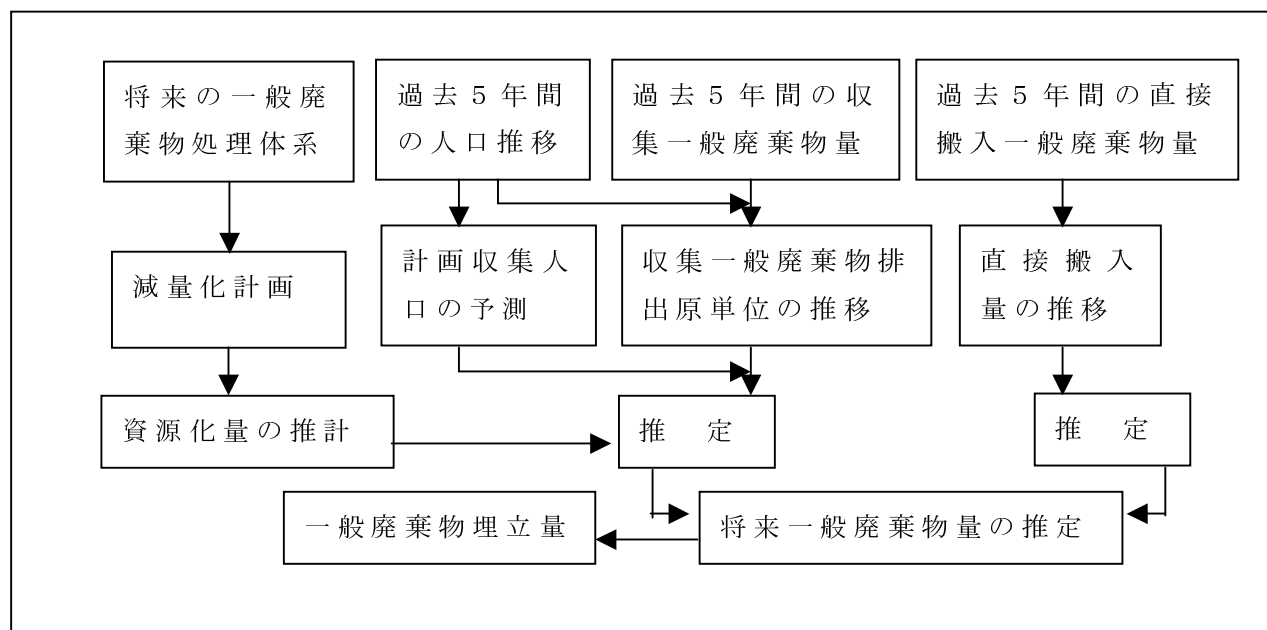 将来の一般廃
棄物処理体系
過去５年間
の人口推移
過去５年間の収
集一般廃棄物量
過去５年間の直接
搬入一般廃棄物量
減量化計画
計画収集人
口の予測
収集一般廃棄物排
出原単位の推移
直接搬入
量の推移
資源化量の推計
推　定
推　定
一般廃棄物埋立量
将来一般廃棄物量の推定